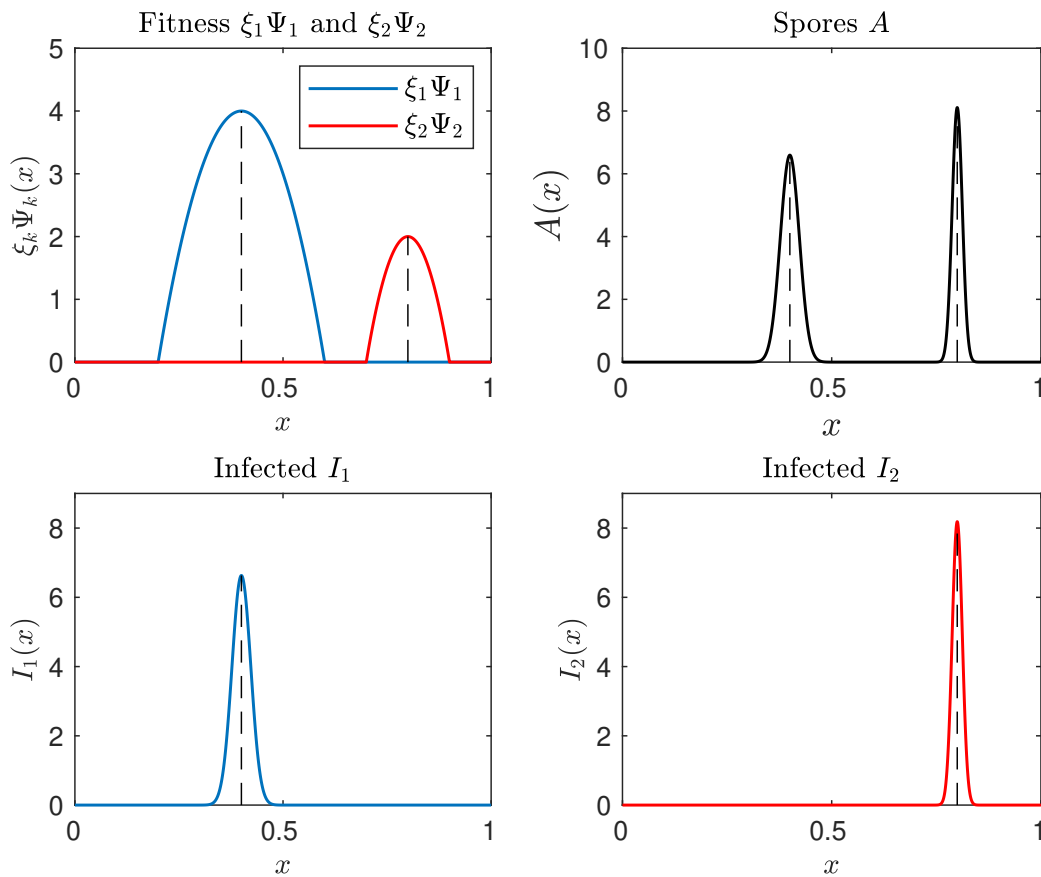 Fitness ξ₁Ψ₁ and ξ₂Ψ₂
ξₖΨₖ(x)
5
4
3
2
1
0
ξ₁Ψ₁
ξ₂Ψ₂
0 0.5 1
x
Spores A
A(x)
10
8
6
4
2
0
0 0.5 1
x
Infected I₁
I₁(x)
8
6
4
2
0
0 0.5 1
x
Infected I₂
I₂(x)
8
6
4
2
0
0 0.5 1
x